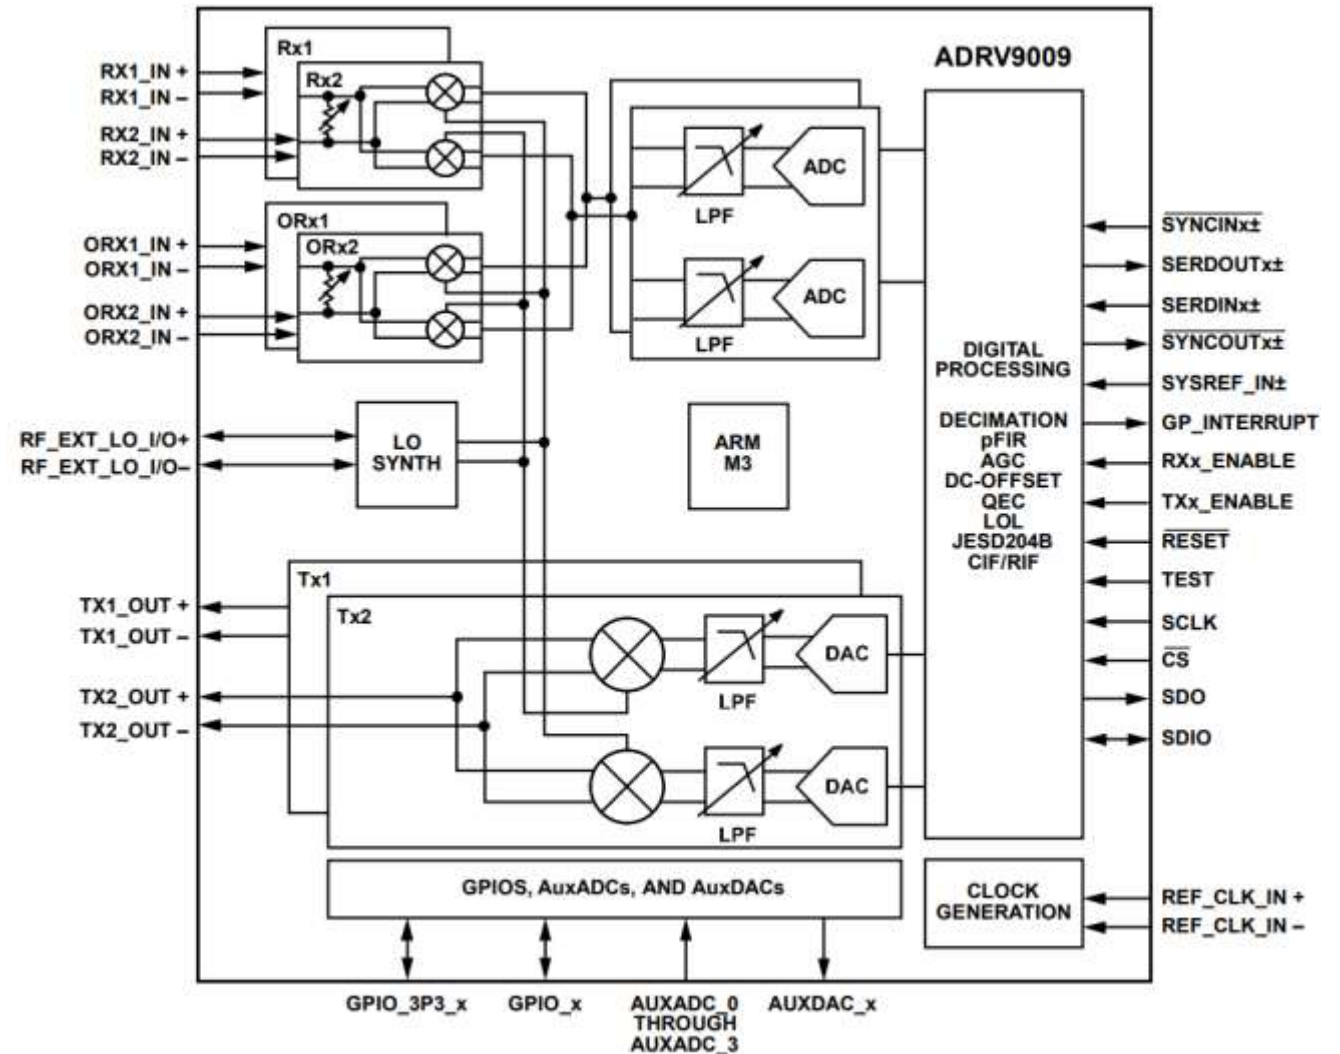 ADRV9009
Rx1
Rx2
RX1_IN +
RX1_IN –
RX2_IN +
RX2_IN –
ORx1
ORx2
ORX1_IN +
ORX1_IN –
ORX2_IN +
ORX2_IN –
LPF
ADC
LPF
ADC
RF_EXT_LO_I/O+
RF_EXT_LO_I/O–
LO
SYNTH
ARM
M3
DIGITAL
PROCESSING
DECIMATION
pFIR
AGC
DC-OFFSET
QEC
LOL
JESD204B
CIF/RIF
SYNCINx±
SERDOUTx±
SERDINx±
SYNCOUTx±
SYSREF_IN±
GP_INTERRUPT
RXx_ENABLE
TXx_ENABLE
RESET
TEST
SCLK
CS
SDO
SDIO
Tx1
Tx2
TX1_OUT +
TX1_OUT –
TX2_OUT +
TX2_OUT –
LPF
DAC
LPF
DAC
GPIOS, AuxADCs, AND AuxDACs
CLOCK
GENERATION
REF_CLK_IN +
REF_CLK_IN –
GPIO_3P3_x
GPIO_x
AUXADC_0
THROUGH
AUXADC_3
AUXDAC_x